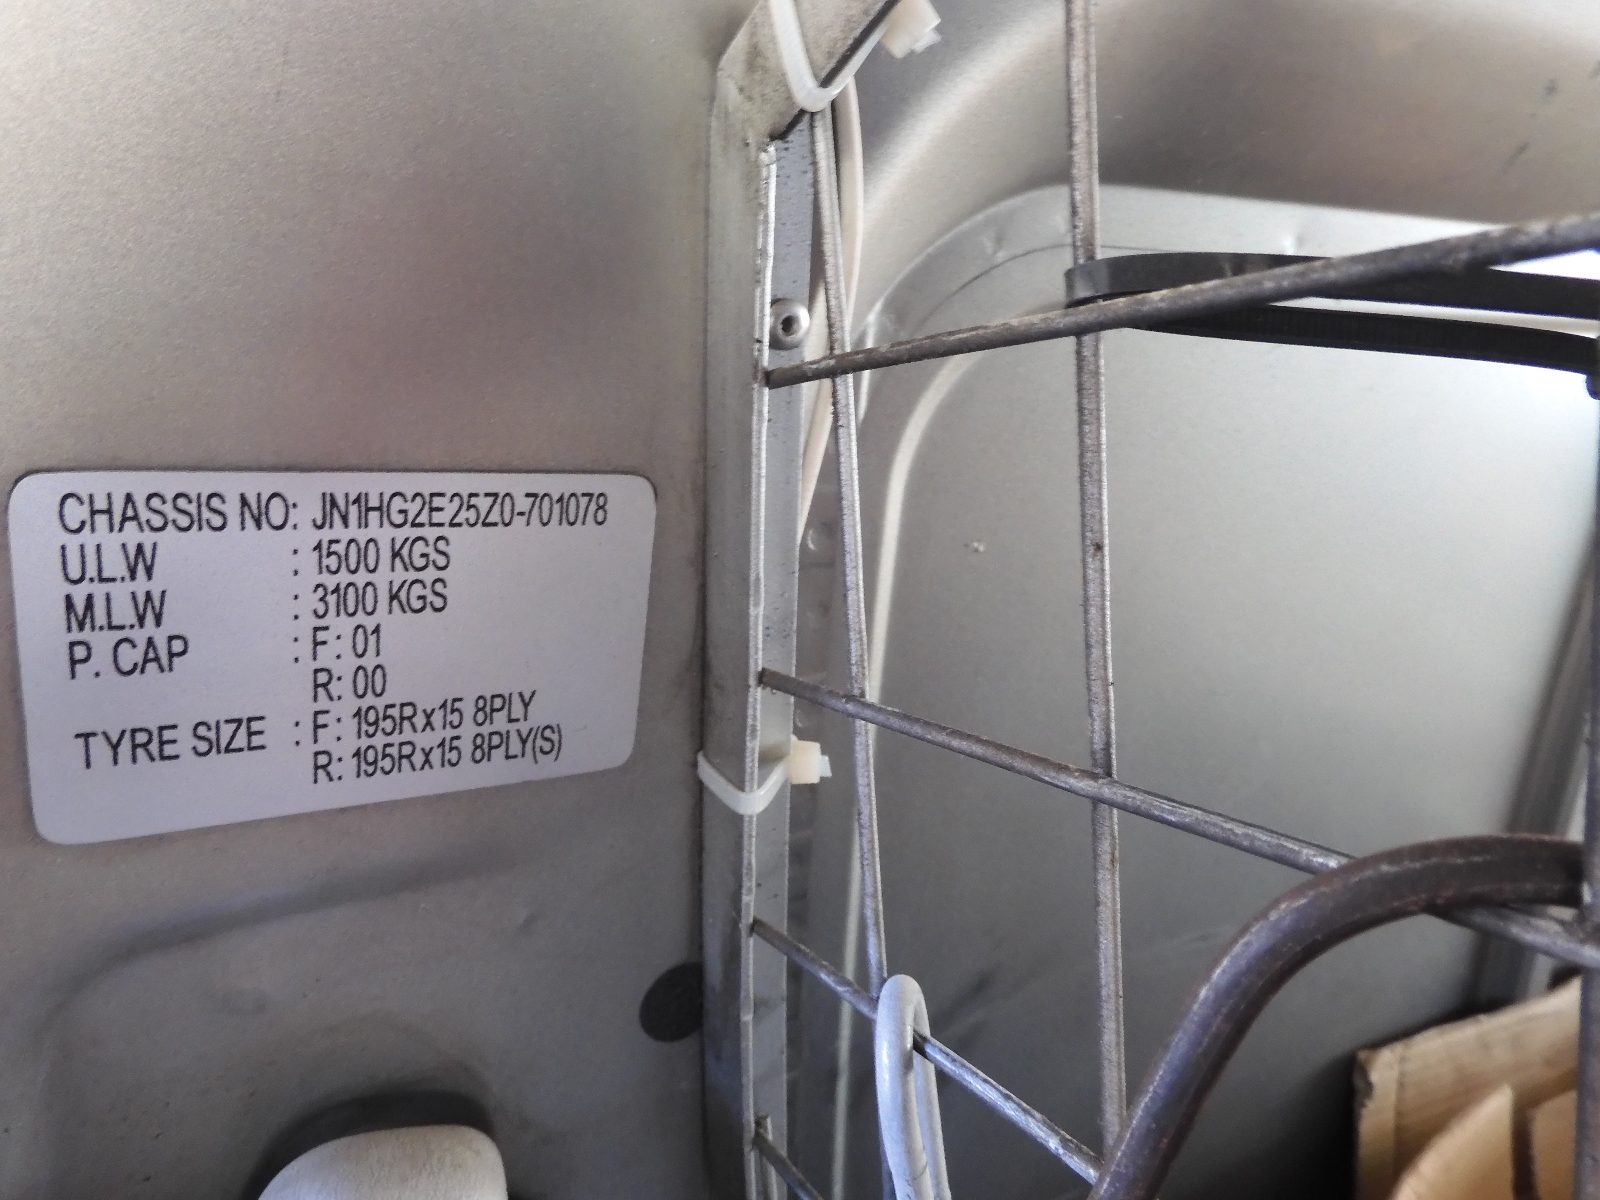 CHASSIS NO: JN1HG2E25Z0-701078
U.L.W : 1500 KGS
M.L.W : 3100 KGS
P. CAP : F: 01
R: 00
TYRE SIZE : F: 195Rx15 8PLY
R: 195Rx15 8PLY(S)